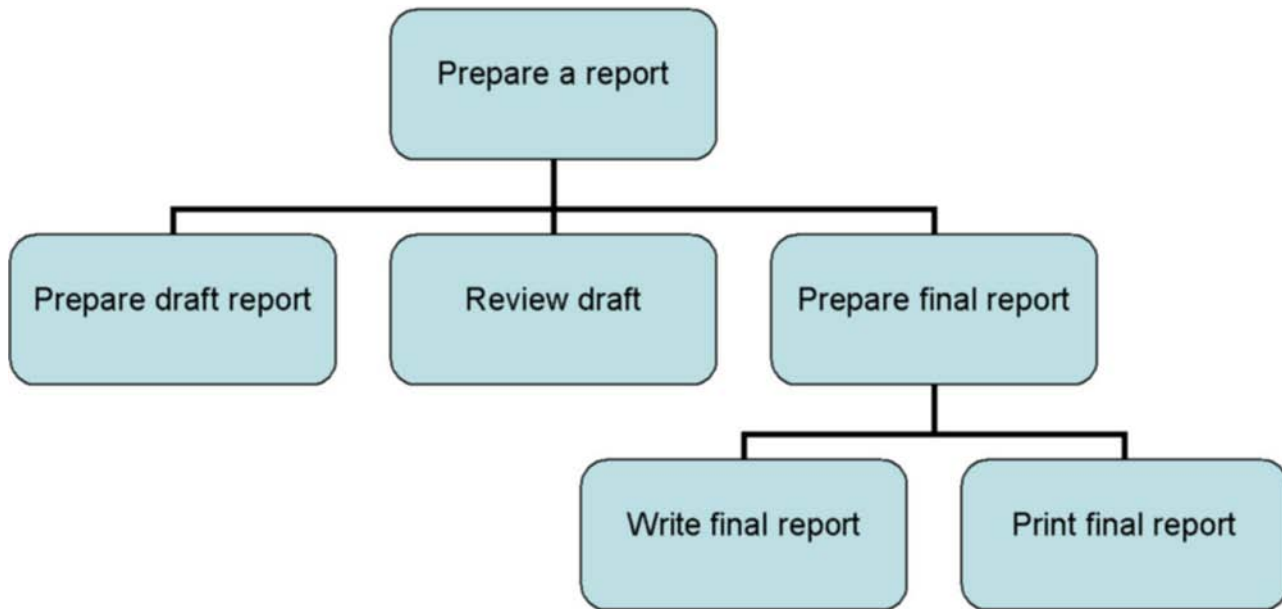 Prepare a report
Prepare draft report
Review draft
Prepare final report
Write final report
Print final report